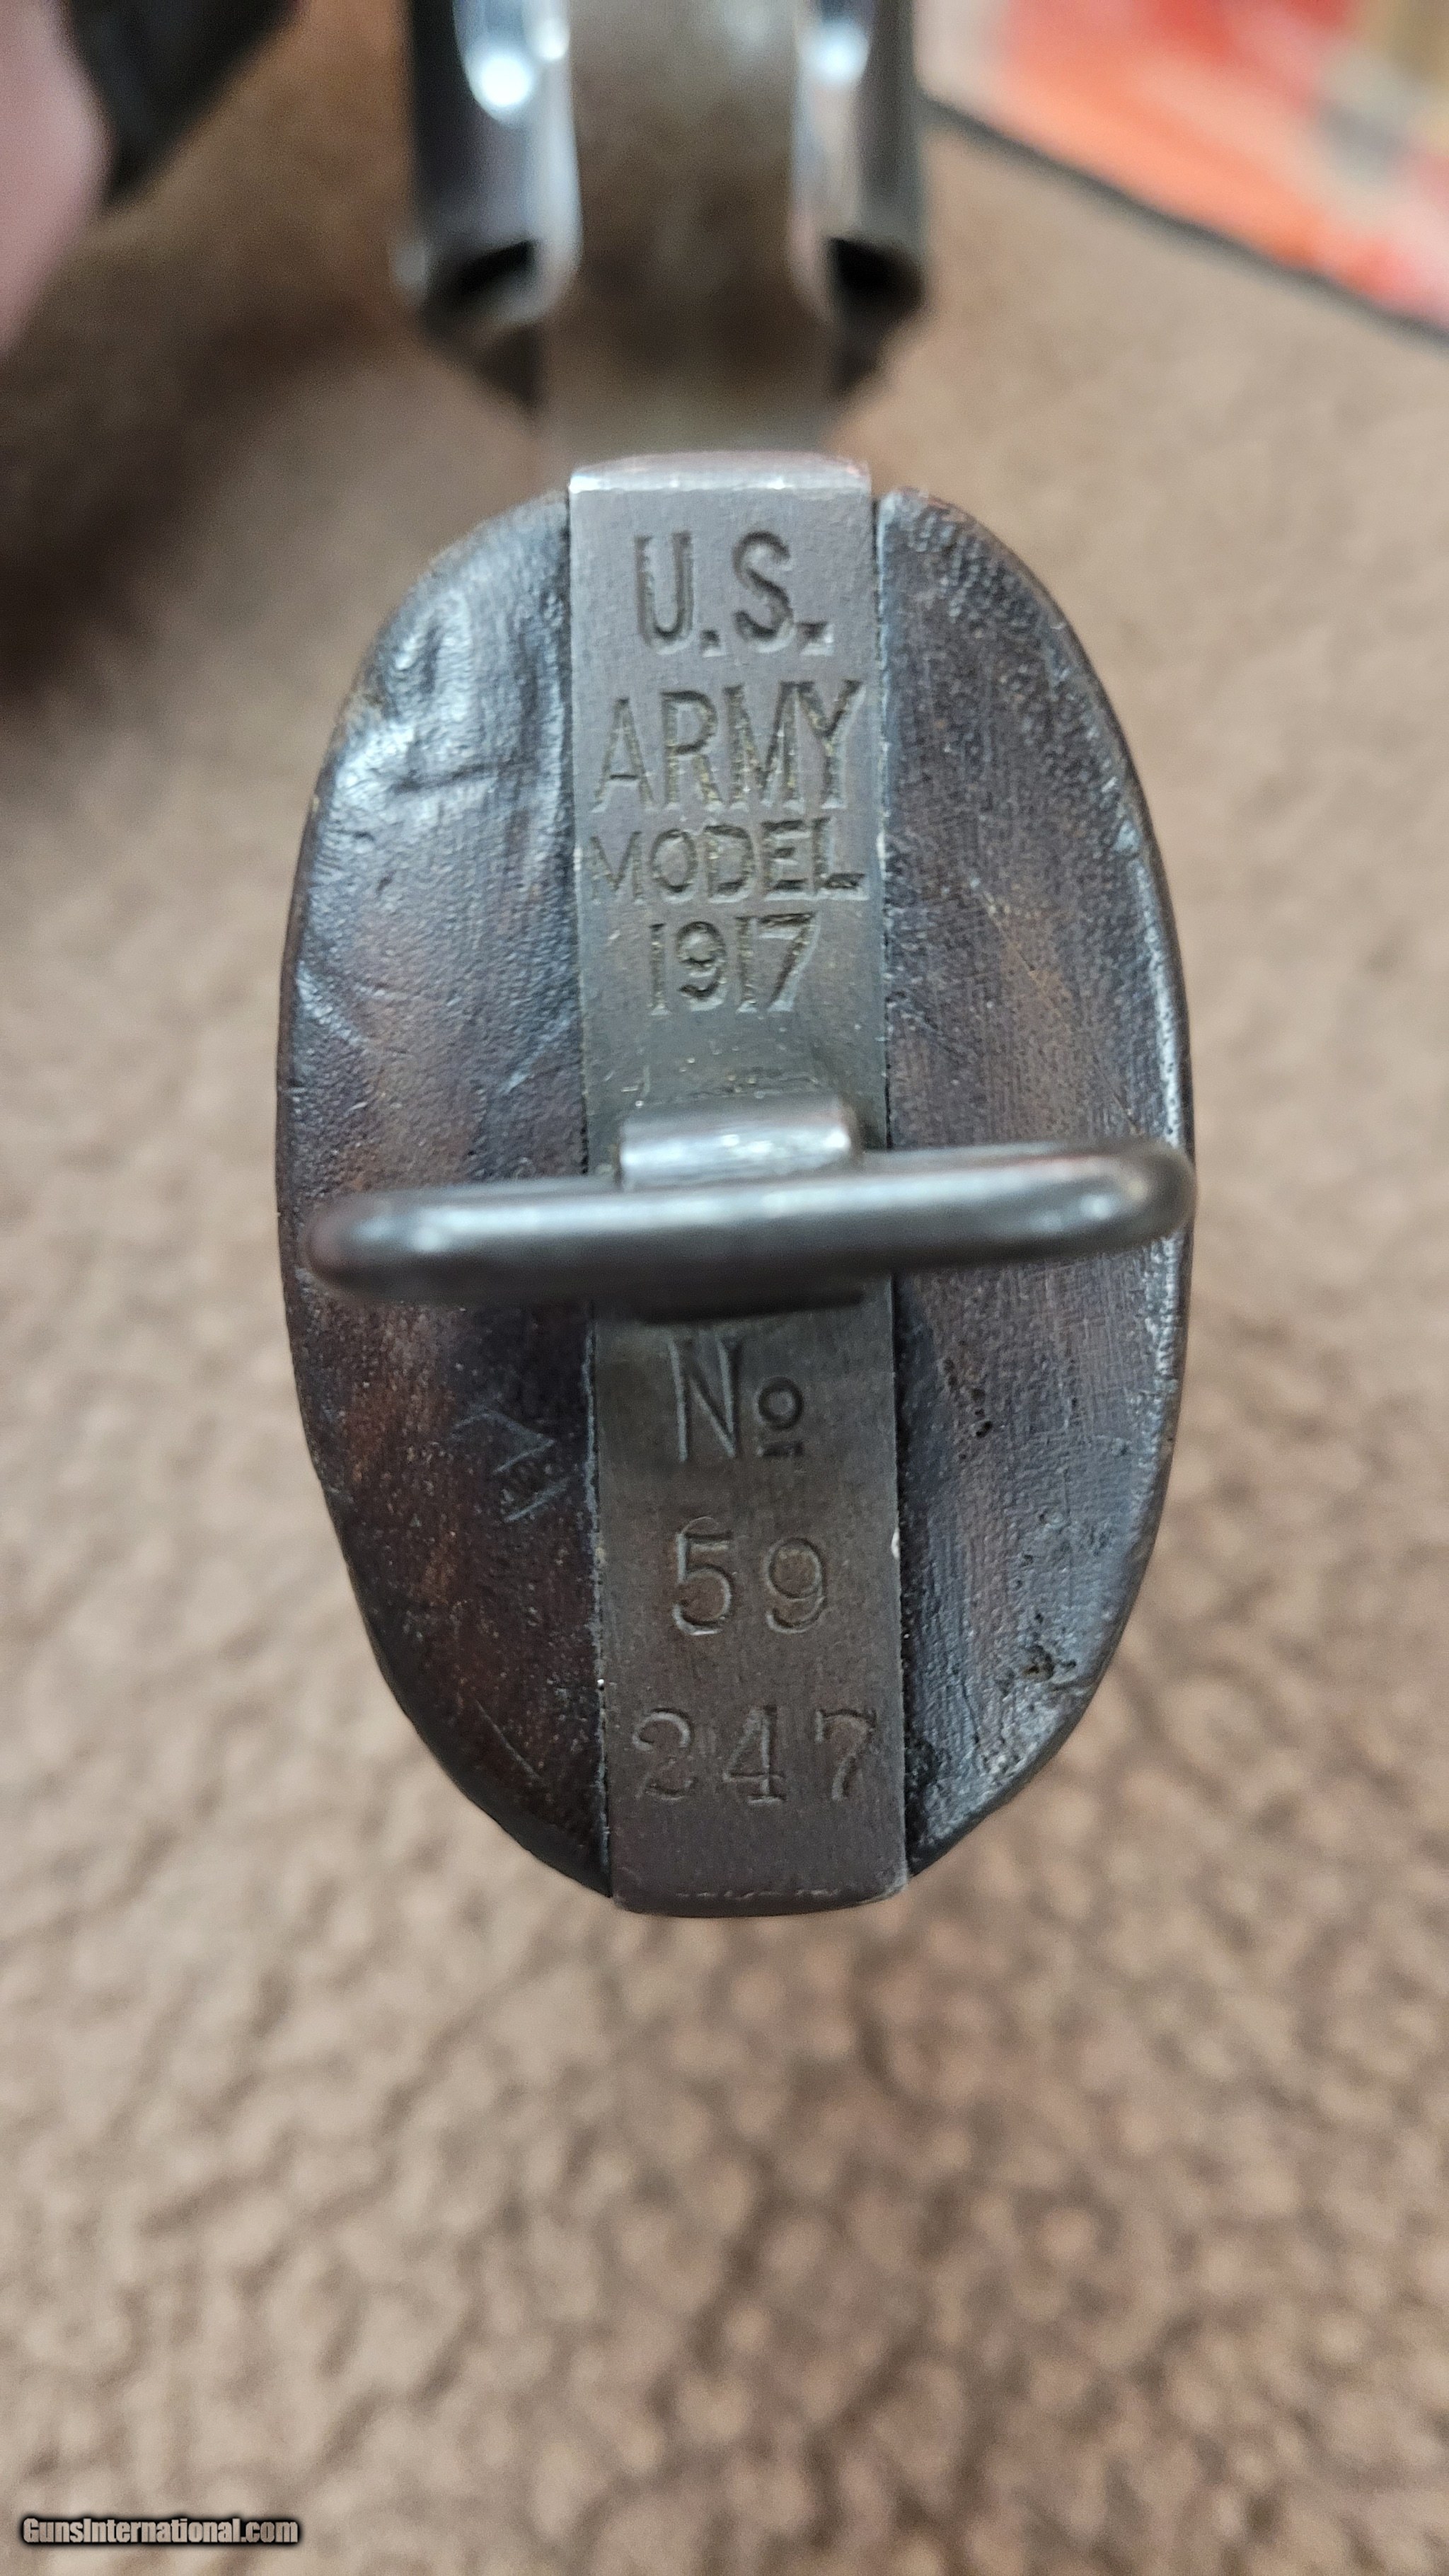 U.S.
ARMY
MODEL
1917
No
59
247
GunsInternational.com